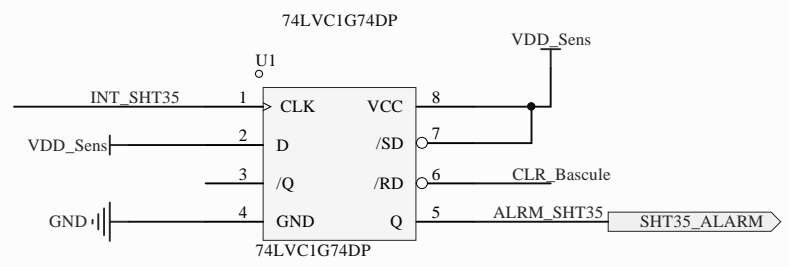 74LVC1G74DP
VDD_Sens
U1
INT_SHT35 1 CLK VCC 8
VDD_Sens 2 D /SD 7
3 /Q /RD 6 CLR_Bascule
GND 4 GND Q 5 ALRM_SHT35 SHT35_ALARM
74LVC1G74DP